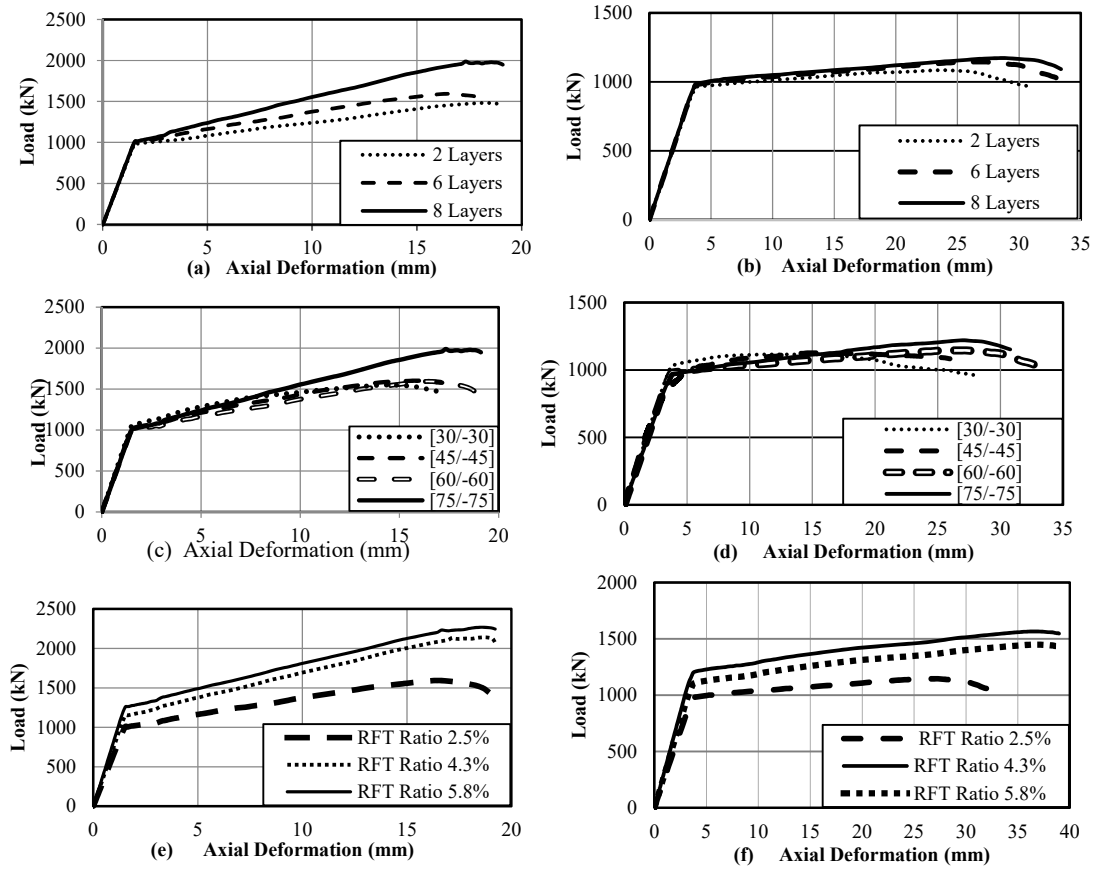 2500
2000
1500
1000
500
0
Load (kN)
2 Layers
6 Layers
8 Layers
0 5 10 15 20
(a) Axial Deformation (mm)
1500
1000
500
0
Load (kN)
2 Layers
6 Layers
8 Layers
0 5 10 15 20 25 30 35
(b) Axial Deformation (mm)
2500
2000
1500
1000
500
0
Load (kN)
[30/-30]
[45/-45]
[60/-60]
[75/-75]
0 5 10 15 20
(c) Axial Deformation (mm)
1500
1000
500
0
Load (kN)
[30/-30]
[45/-45]
[60/-60]
[75/-75]
0 5 10 15 20 25 30 35
(d) Axial Deformation (mm)
2500
2000
1500
1000
500
0
Load (kN)
RFT Ratio 2.5%
RFT Ratio 4.3%
RFT Ratio 5.8%
0 5 10 15 20
(e) Axial Deformation (mm)
2000
1500
1000
500
0
Load (kN)
RFT Ratio 2.5%
RFT Ratio 4.3%
RFT Ratio 5.8%
0 5 10 15 20 25 30 35 40
(f) Axial Deformation (mm)